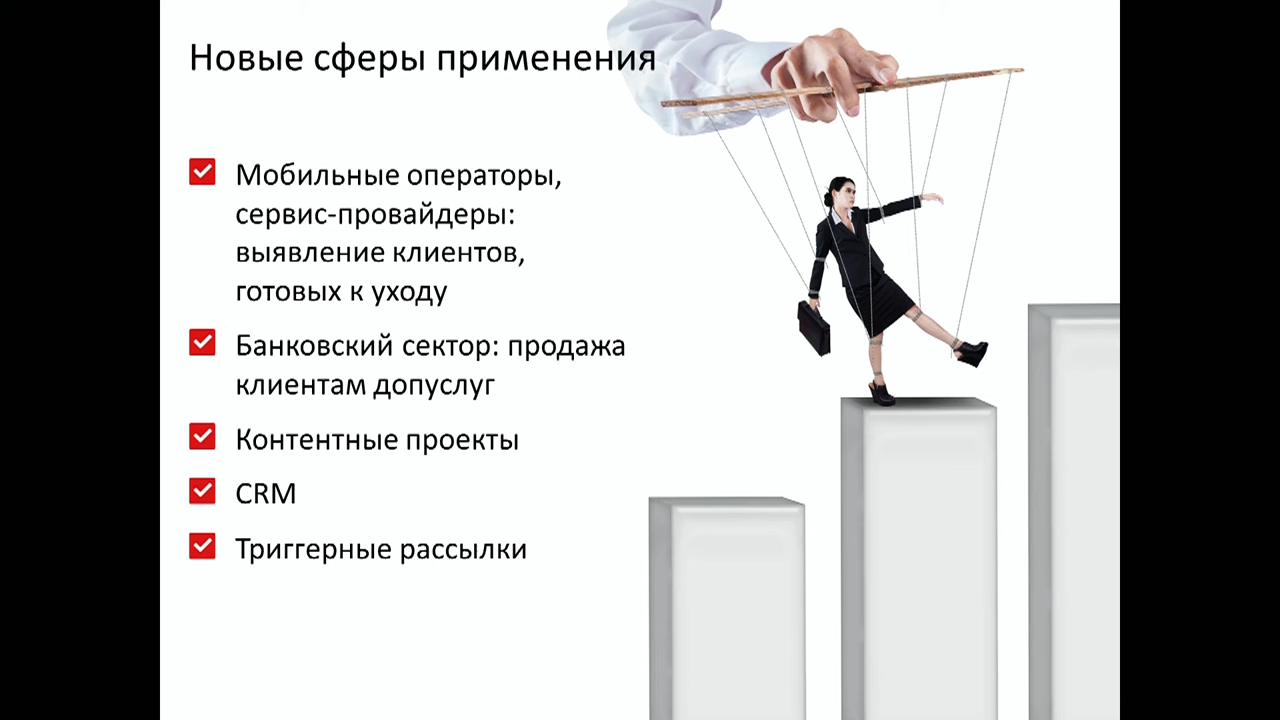 Новые сферы применения
Мобильные операторы,
сервис-провайдеры:
выявление клиентов,
готовых к уходу
Банковский сектор: продажа
клиентам допуслуг
Контентные проекты
CRM
Триггерные рассылки